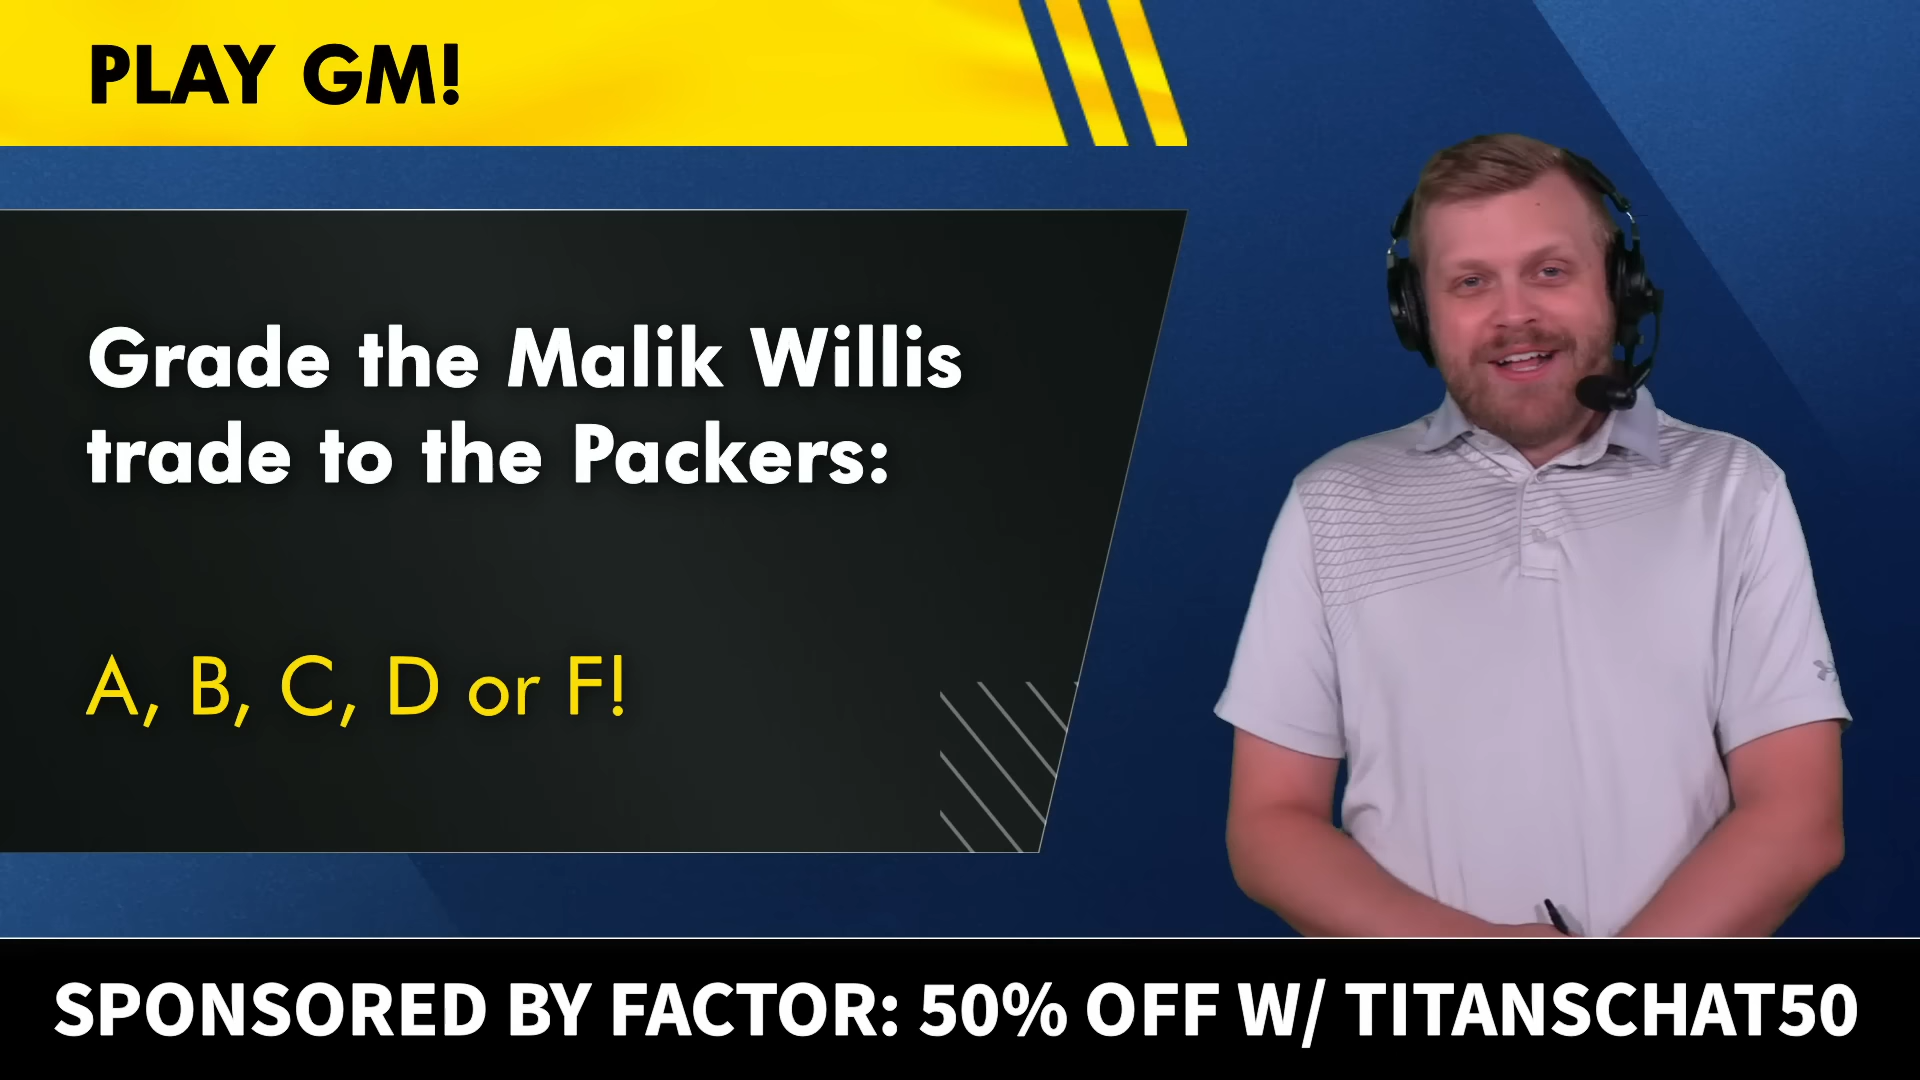 PLAY GM!
Grade the Malik Willis
trade to the Packers:
A, B, C, D or F!
SPONSORED BY FACTOR: 50% OFF W/ TITANSCHAT50